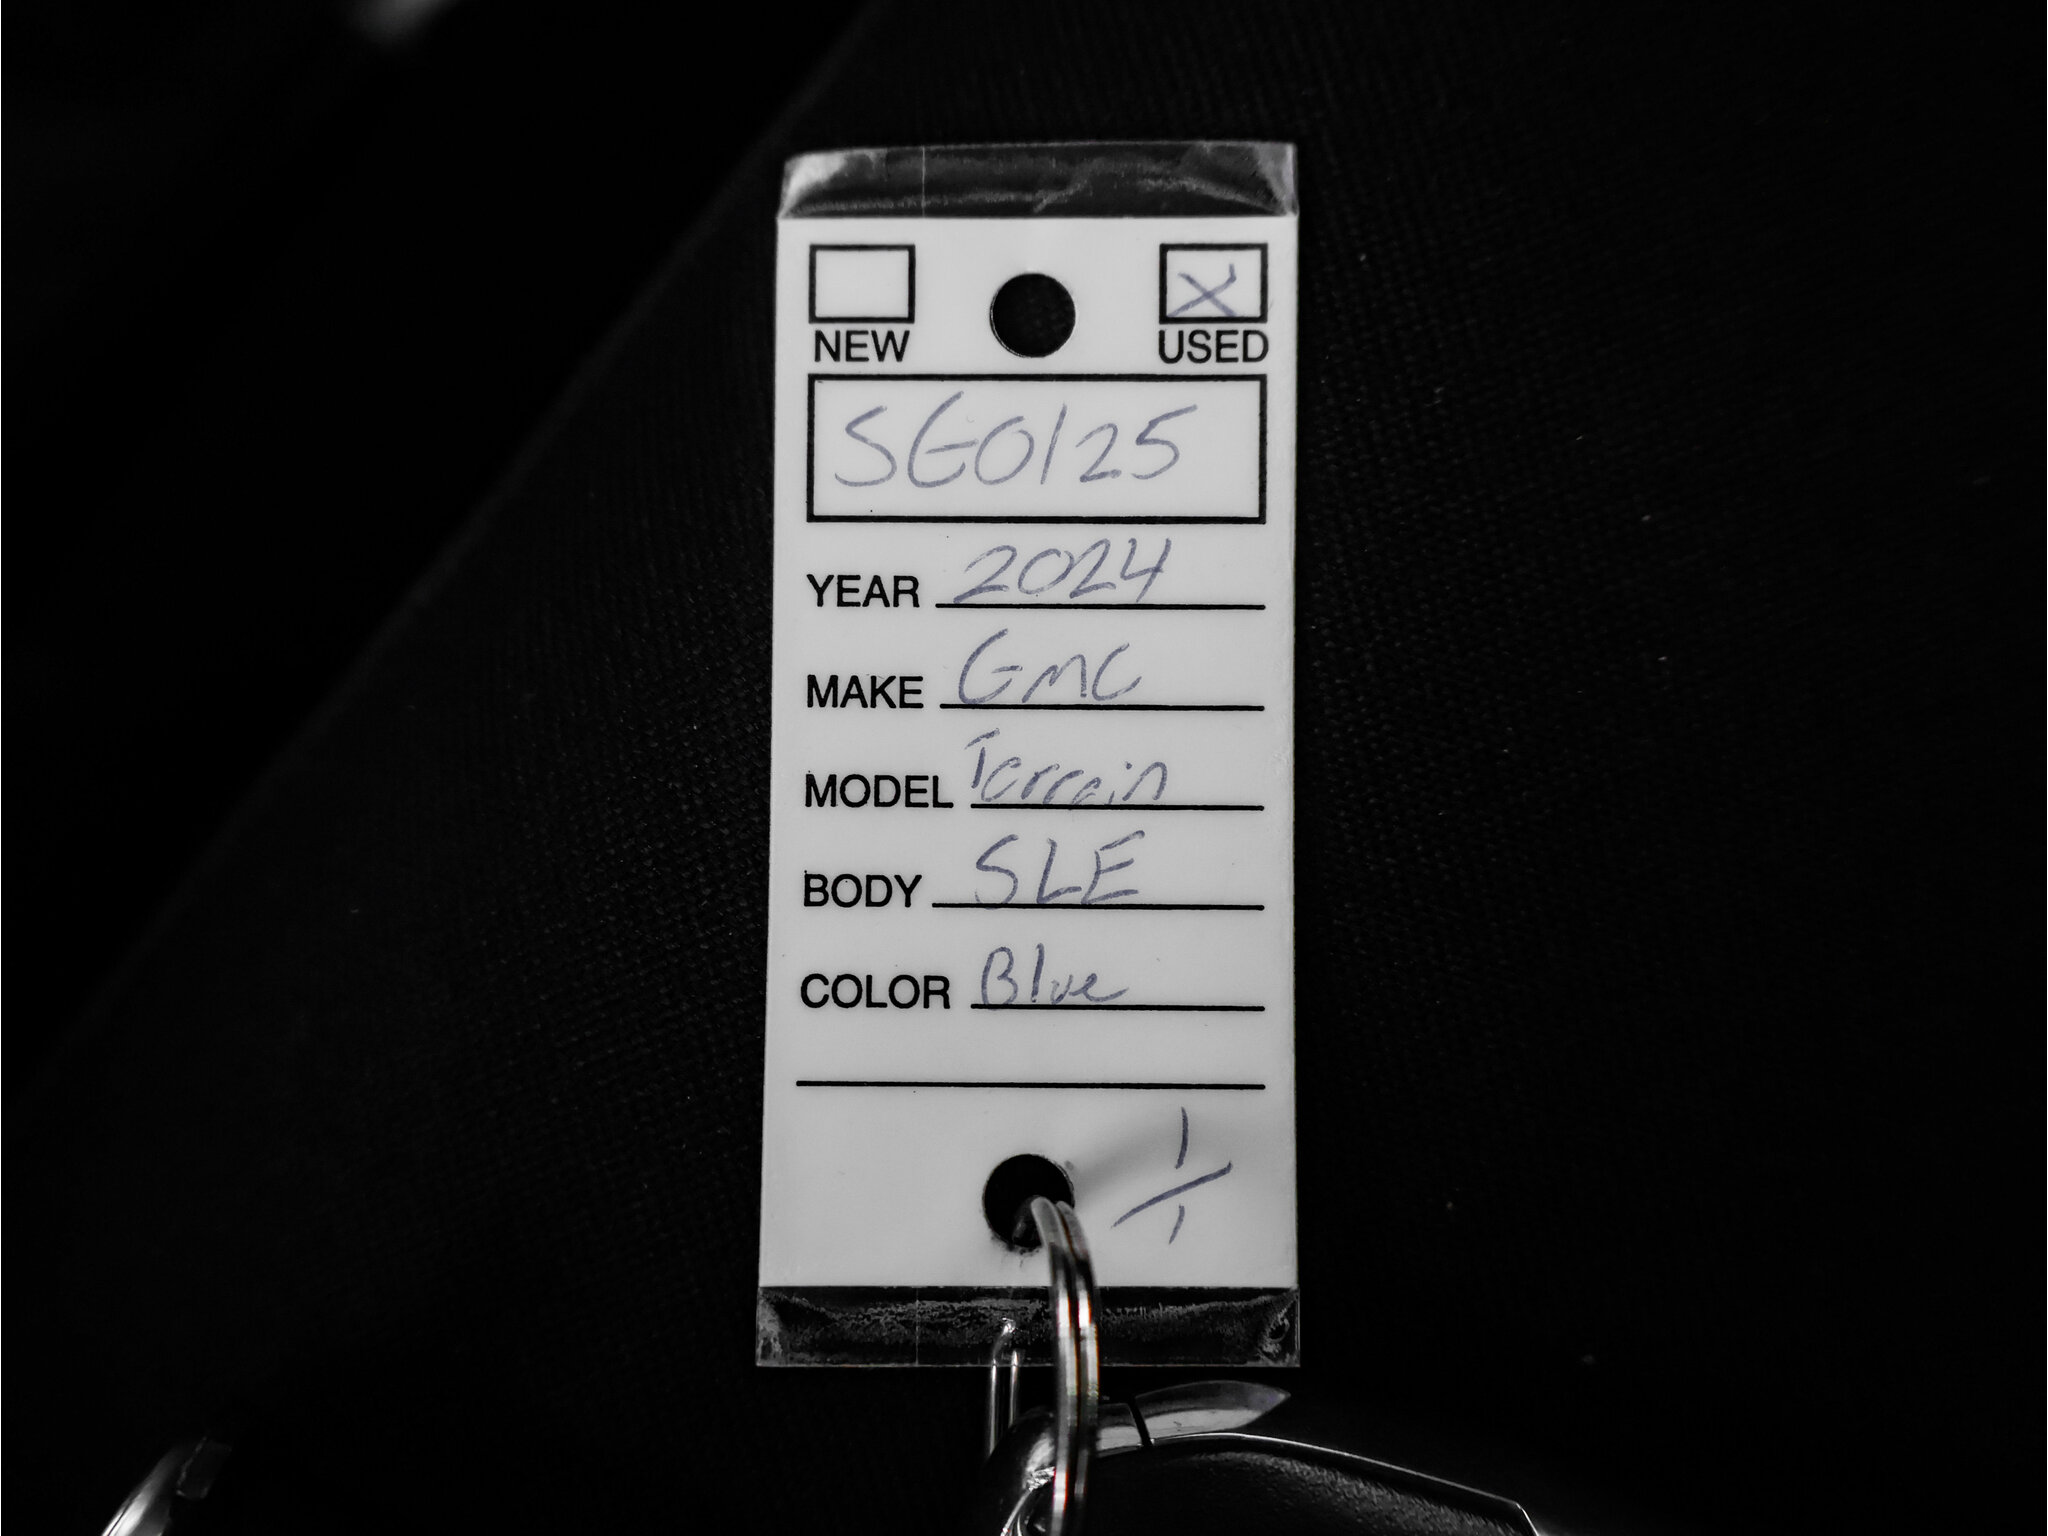 NEW USED
X
SG0125
YEAR 2024
MAKE GMC
MODEL Terrain
BODY SLE
COLOR Blue
1/1